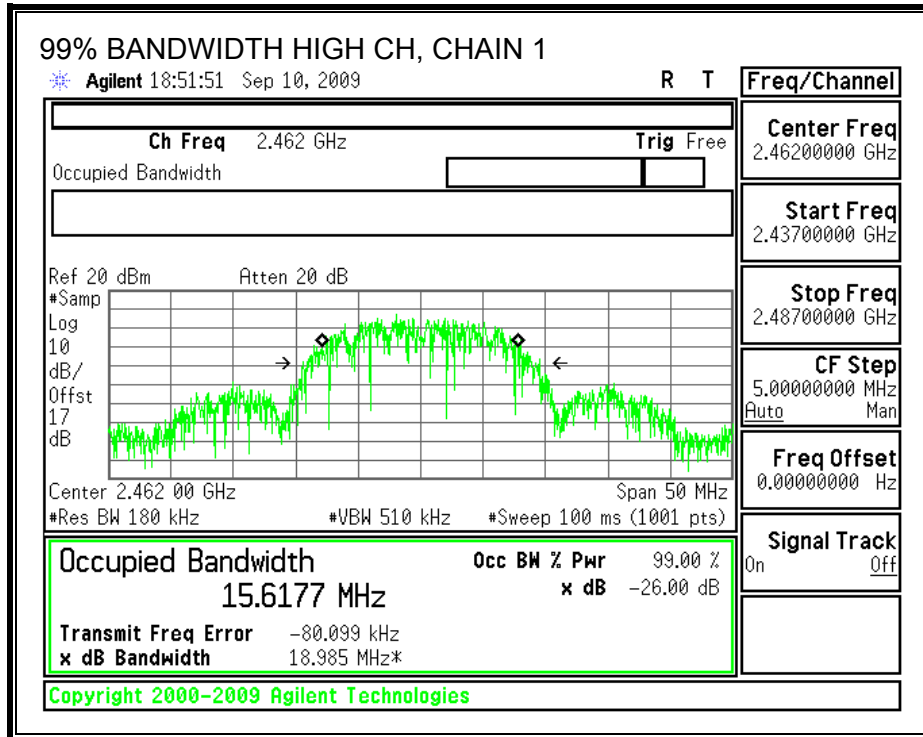 99% BANDWIDTH HIGH CH, CHAIN 1
Agilent 18:51:51 Sep 10, 2009 R T
Freq/Channel
Ch Freq 2.462 GHz Trig Free
Occupied Bandwidth
Center Freq
2.46200000 GHz
Start Freq
2.43700000 GHz
Stop Freq
2.48700000 GHz
CF Step
5.00000000 MHz
Auto Man
Freq Offset
0.00000000 Hz
Signal Track
On Off
Ref 20 dBm Atten 20 dB
#Samp
Log
10
dB/
Offst
17
dB
Center 2.462 00 GHz Span 50 MHz
#Res BW 180 kHz #VBW 510 kHz #Sweep 100 ms (1001 pts)
Occupied Bandwidth Occ BW % Pwr 99.00 %
15.6177 MHz x dB -26.00 dB
Transmit Freq Error -80.099 kHz
x dB Bandwidth 18.985 MHz*
Copyright 2000-2009 Agilent Technologies